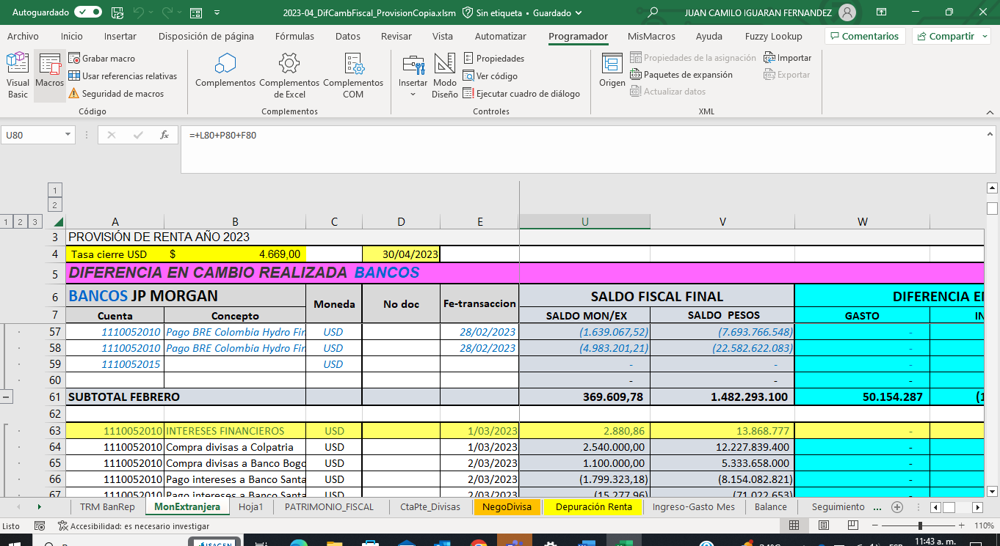 Autoguardado 2023-04_DifCambFiscal_ProvisionCopia.xlsm Sin etiqueta • Guardado JUAN CAMILO IGUARAN FERNANDEZ
Archivo Inicio Insertar Disposición de página Fórmulas Datos Revisar Vista Automatizar Programador MisMacros Ayuda Fuzzy Lookup Comentarios Compartir
Visual Basic
Macros
Grabar macro
Usar referencias relativas
Seguridad de macros
Código
Complementos
Complementos de Excel
Complementos COM
Complementos
Insertar
Modo Diseño
Propiedades
Ver código
Ejecutar cuadro de diálogo
Controles
Origen
Propiedades de la asignación
Paquetes de expansión
Actualizar datos
Importar
Exportar
XML
U80 fx =+L80+P80+F80
1
2
1 2 3 A B C D E U V W
3 PROVISIÓN DE RENTA AÑO 2023
4 Tasa cierre USD $ 4.669,00 30/04/2023
5 DIFERENCIA EN CAMBIO REALIZADA BANCOS
6 BANCOS JP MORGAN Moneda No doc Fe-transaccion SALDO FISCAL FINAL DIFERENCIA E
7 Cuenta Concepto SALDO MON/EX SALDO PESOS GASTO IN
57 1110052010 Pago BRE Colombia Hydro Fin USD 28/02/2023 (1.639.067,52) (7.693.766.548) -
58 1110052010 Pago BRE Colombia Hydro Fin USD 28/02/2023 (4.983.201,21) (22.582.622.083) -
59 1110052015 USD - - -
60 - - -
61 SUBTOTAL FEBRERO 369.609,78 1.482.293.100 50.154.287 (1
62
63 1110052010 INTERESES FINANCIEROS USD 1/03/2023 2.880,86 13.868.777 -
64 1110052010 Compra divisas a Colpatria USD 1/03/2023 2.540.000,00 12.227.839.400 -
65 1110052010 Compra divisas a Banco Bogo USD 2/03/2023 1.100.000,00 5.333.658.000 -
66 1110052010 Pago intereses a Banco Santa USD 2/03/2023 (1.799.323,18) (8.154.082.821) -
67 1110052010 Pago intereses a Banco Santa USD 2/03/2023 (15.277,96) (71.022.653) -
TRM BanRep MonExtranjera Hoja1 PATRIMONIO_FISCAL CtaPte_Divisas NegoDivisa Depuración Renta Ingreso-Gasto Mes Balance Seguimiento ...
Listo Accesibilidad: es necesario investigar 110%
11:43 a. m.